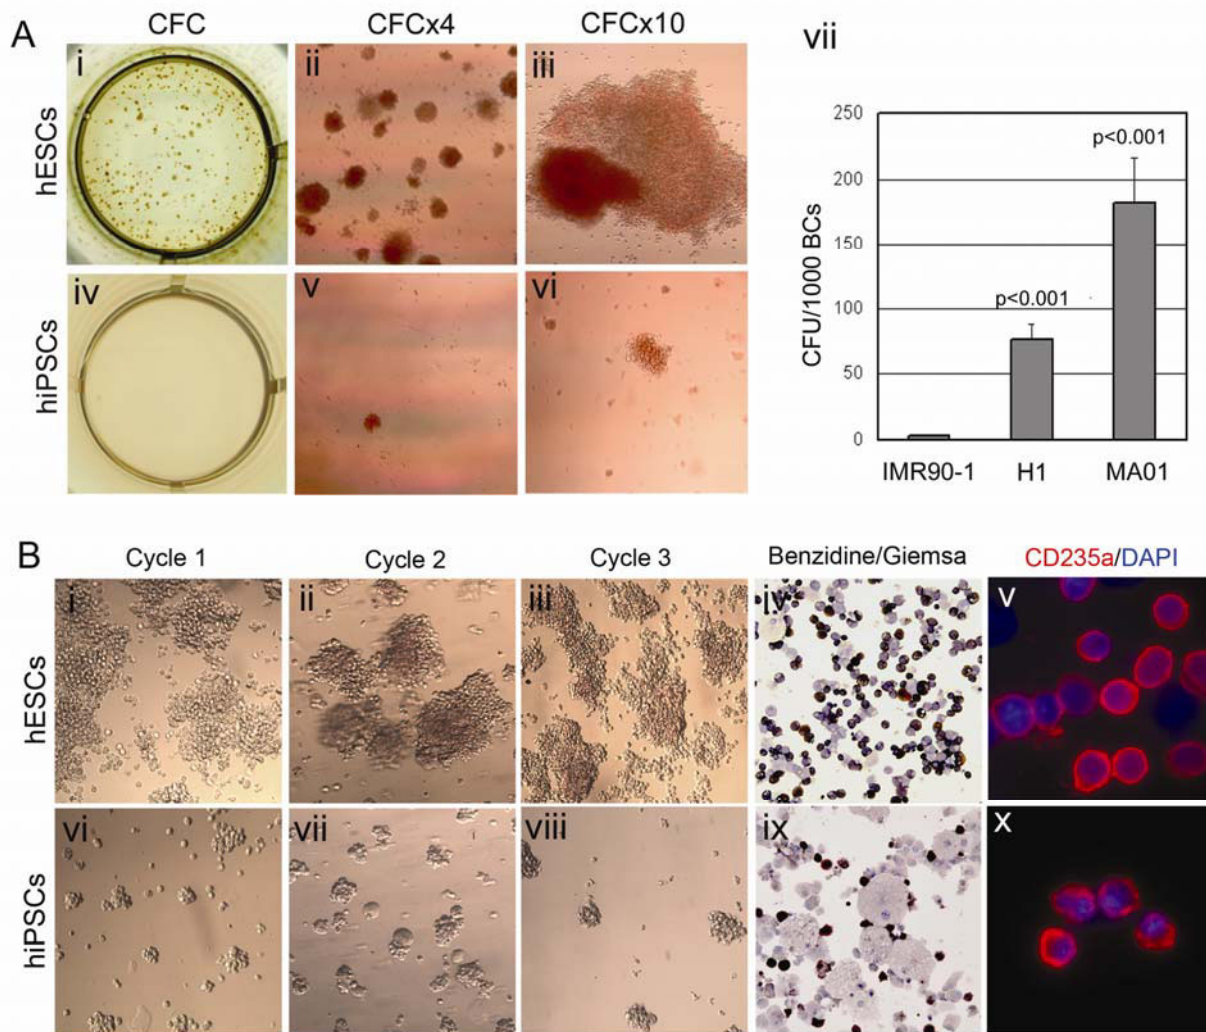 A
CFC
CFCx4
CFCx10
hESCs
i
ii
iii
hiPSCs
iv
v
vi
vii
CFU/1000 BCs
250
200
150
100
50
0
p<0.001
p<0.001
IMR90-1
H1
MA01
B
Cycle 1
Cycle 2
Cycle 3
Benzidine/Giemsa
CD235a/DAPI
hESCs
i
ii
iii
iv
v
hiPSCs
vi
vii
viii
ix
x